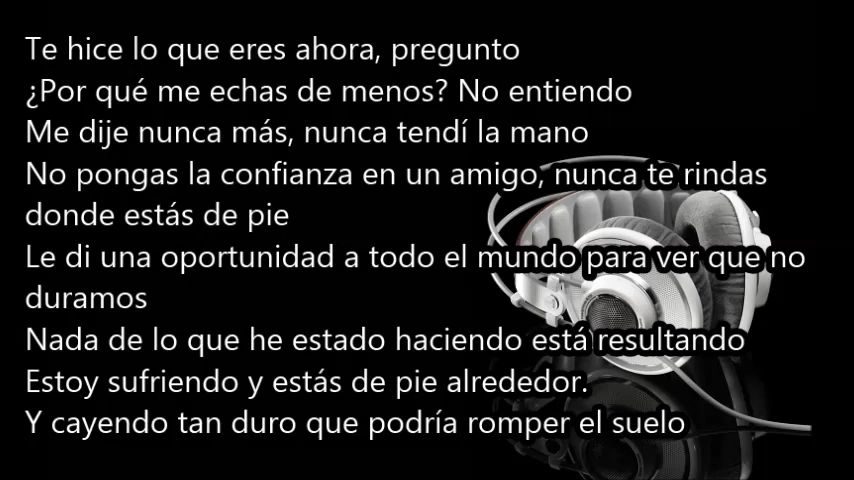 Te hice lo que eres ahora, pregunto
¿Por qué me echas de menos? No entiendo
Me dije nunca más, nunca tendí la mano
No pongas la confianza en un amigo, nunca te rindas
donde estás de pie
Le di una oportunidad a todo el mundo para ver que no
duramos
Nada de lo que he estado haciendo está resultando
Estoy sufriendo y estás de pie alrededor.
Y cayendo tan duro que podría romper el suelo